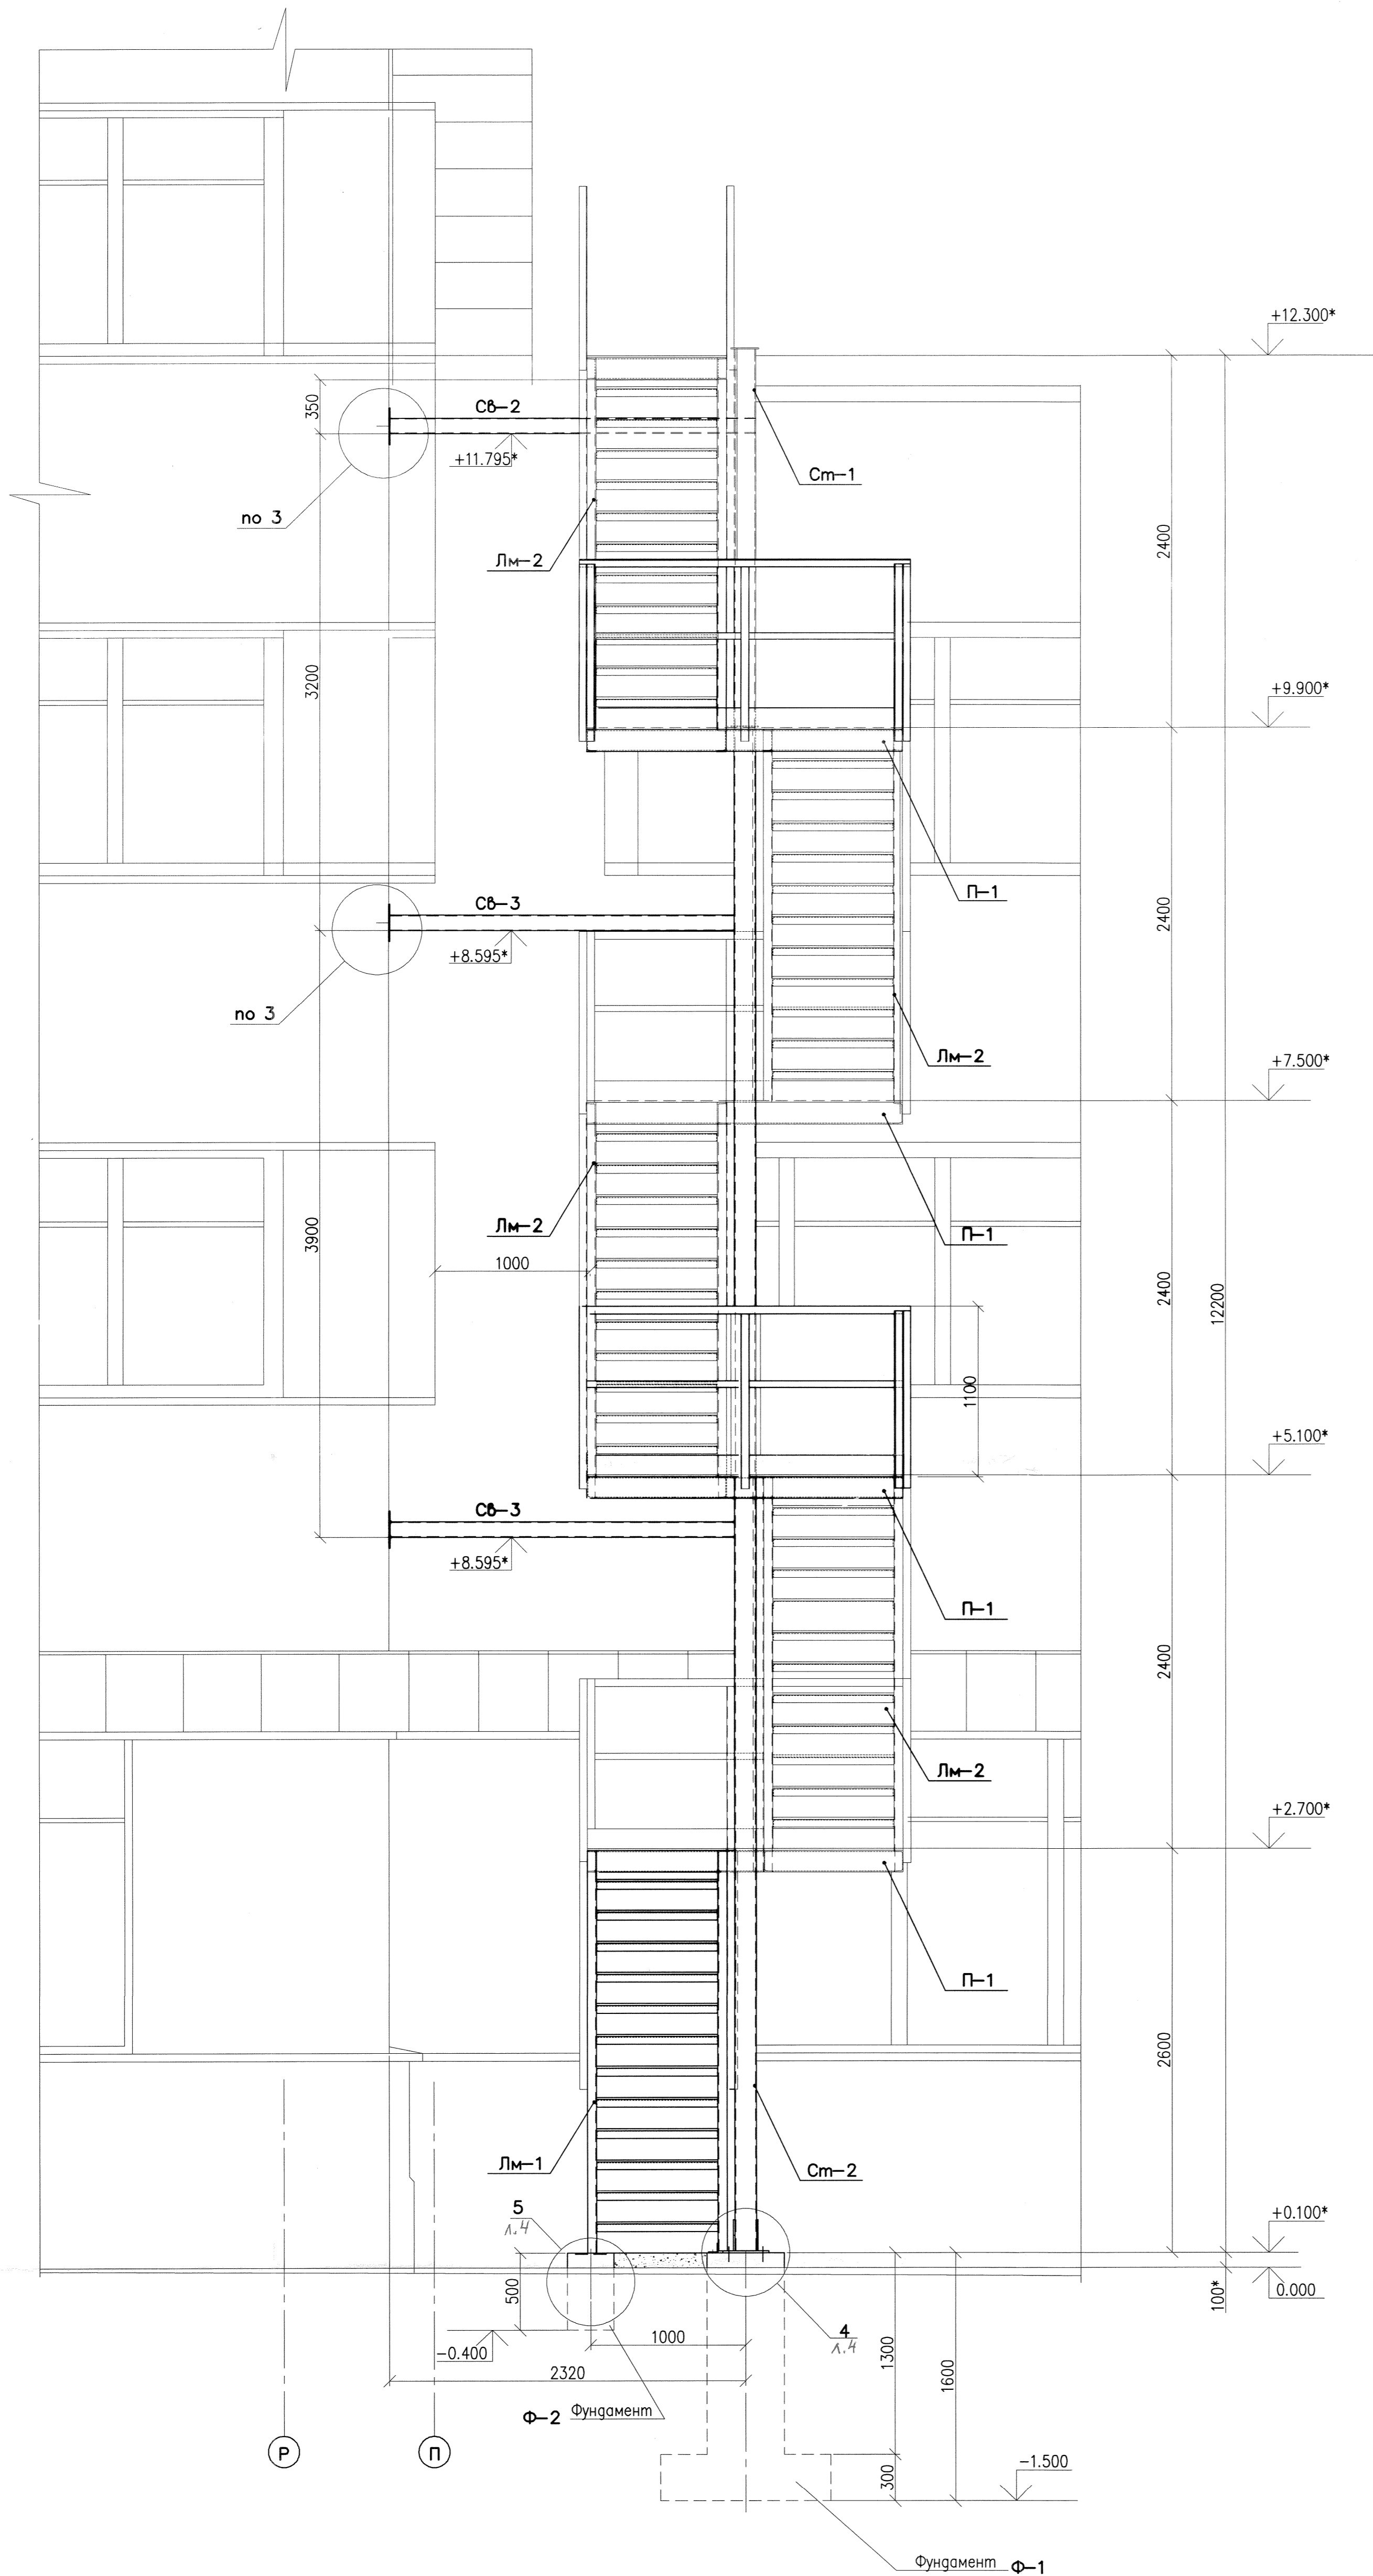 +12.300*
350
Св-2
+11.795*
Ст-1
по 3
2400
Лм-2
3200
+9.900*
П-1
Св-3
2400
+8.595*
по 3
Лм-2
+7.500*
Лм-2
П-1
3900
1000
2400
12200
1100
+5.100*
Св-3
+8.595*
П-1
2400
Лм-2
+2.700*
П-1
2600
Лм-1
Ст-2
5
л.4
+0.100*
500
0.000
100*
4
л.4
-0.400
1000
1300
1600
2320
Ф-2 Фундамент
Р
П
300
-1.500
Фундамент Ф-1